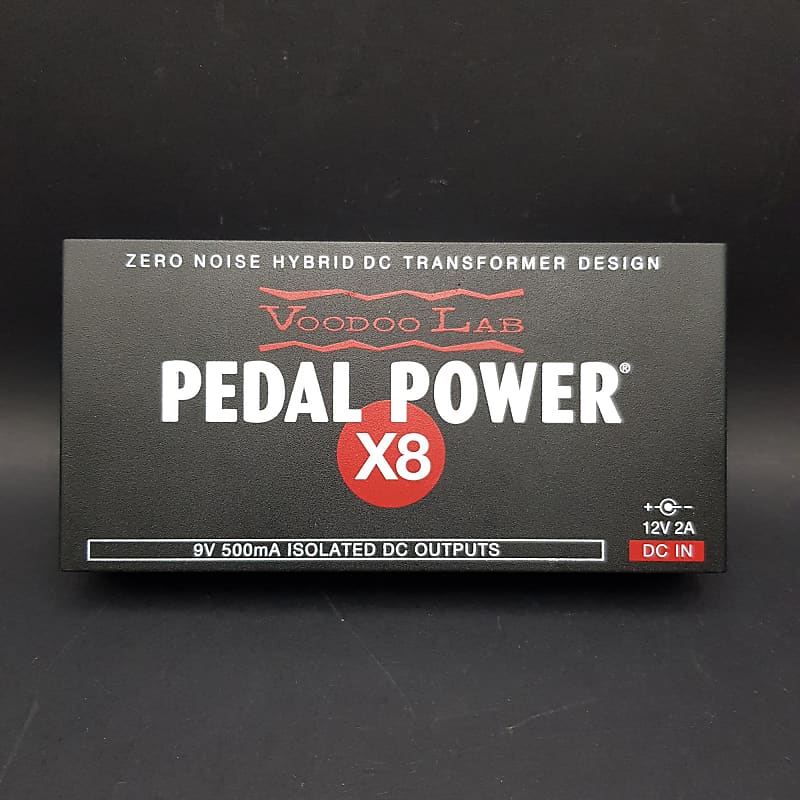 ZERO NOISE HYBRID DC TRANSFORMER DESIGN
VOODOO LAB
PEDAL POWER®
X8
+ -
12V 2A
9V 500mA ISOLATED DC OUTPUTS
DC IN